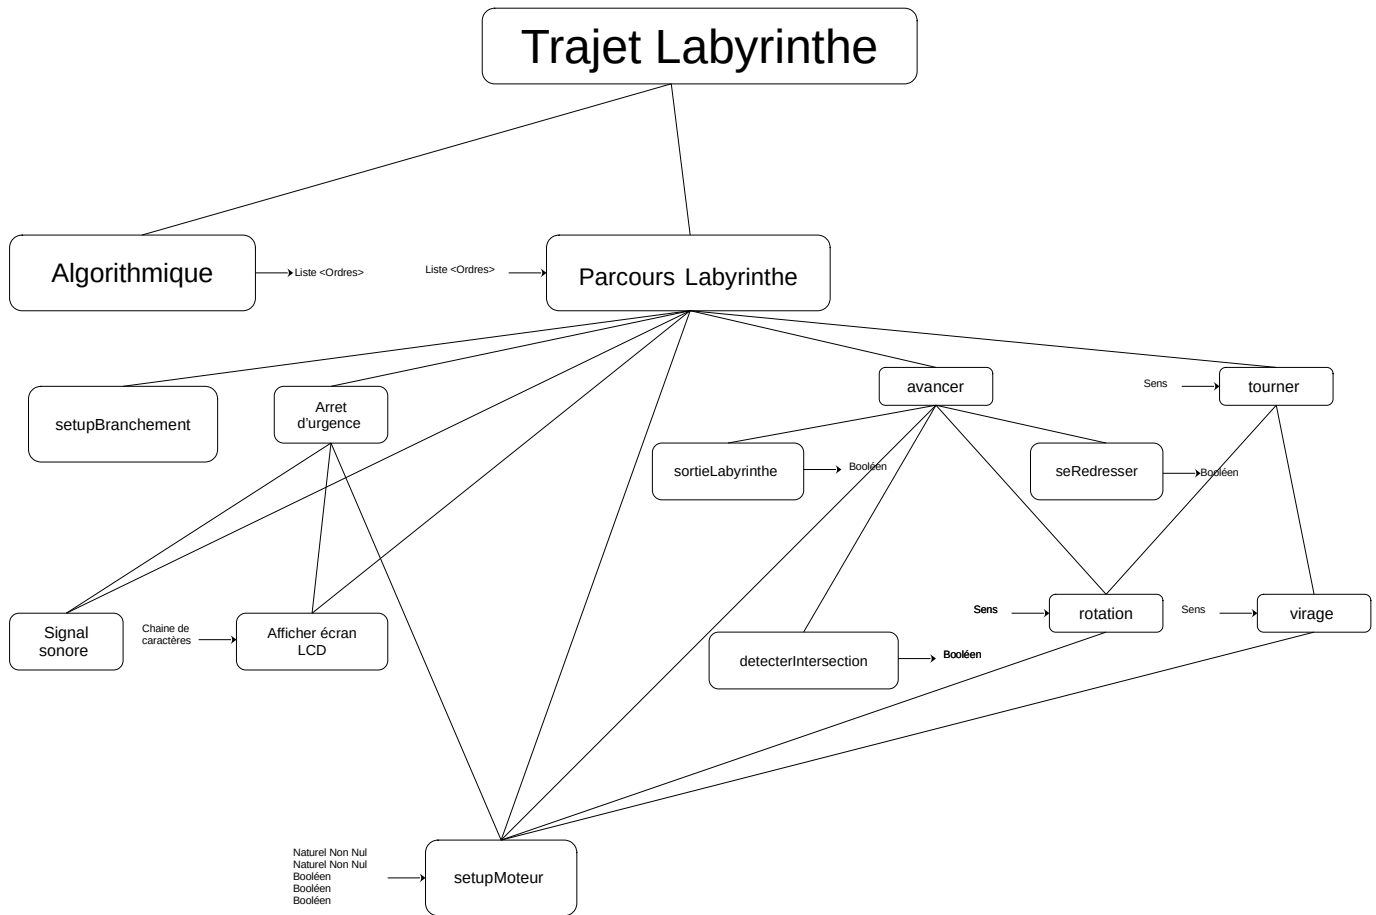 Trajet Labyrinthe
Algorithmique
Liste <Ordres>
Liste <Ordres>
Parcours Labyrinthe
setupBranchement
Arret
d'urgence
avancer
Sens
tourner
sortieLabyrinthe
Booléen
seRedresser
Booléen
Signal
sonore
Chaine de
caractères
Afficher écran
LCD
detecterIntersection
Booléen
Sens
rotation
Sens
virage
Naturel Non Nul
Naturel Non Nul
Booléen
Booléen
Booléen
setupMoteur